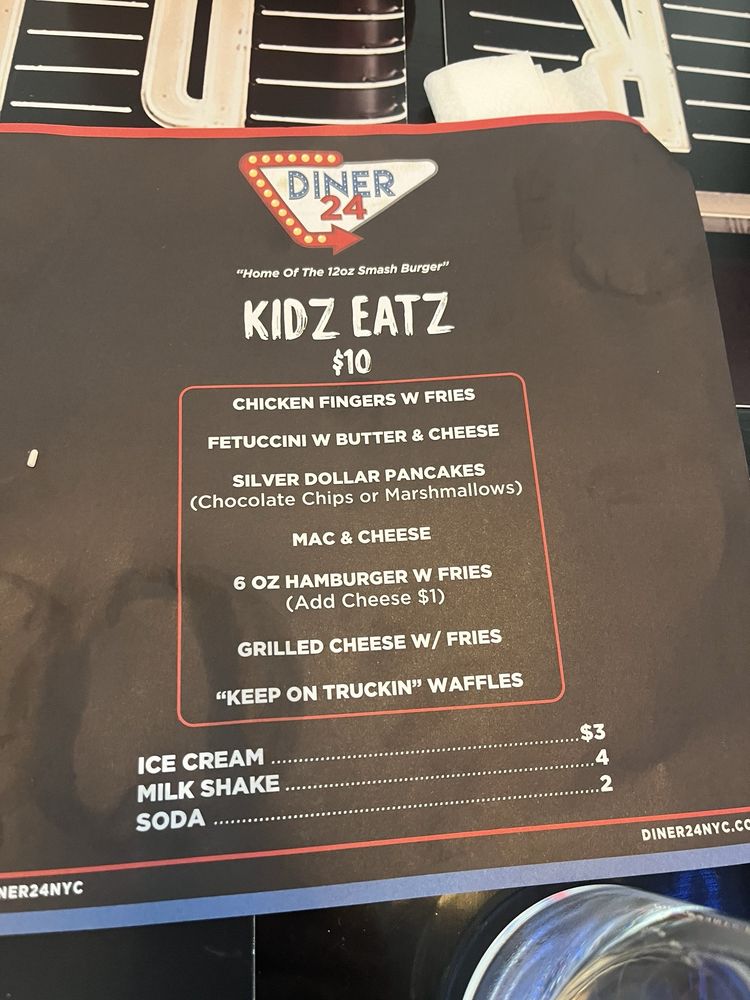 DINER
24
"Home Of The 12oz Smash Burger"
KIDZ EATZ
$10
CHICKEN FINGERS W FRIES
FETUCCINI W BUTTER & CHEESE
SILVER DOLLAR PANCAKES
(Chocolate Chips or Marshmallows)
MAC & CHEESE
6 OZ HAMBURGER W FRIES
(Add Cheese $1)
GRILLED CHEESE W/ FRIES
"KEEP ON TRUCKIN" WAFFLES
ICE CREAM ........................................ $3
MILK SHAKE ........................................ 4
SODA ........................................ 2
DINER24NYC.CO
NER24NYC